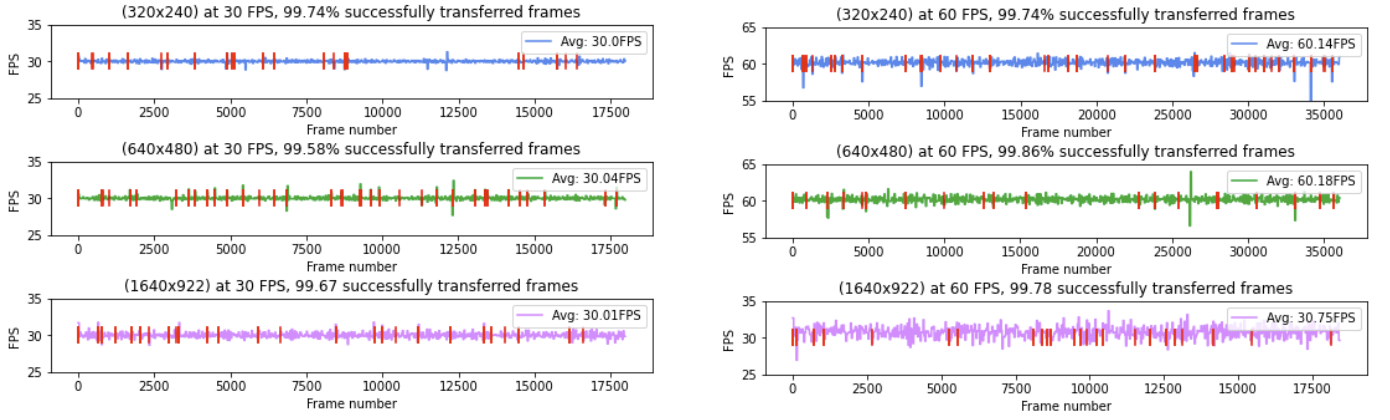 (320x240) at 30 FPS, 99.74% successfully transferred frames
35
30
25
FPS
Avg: 30.0FPS
0 2500 5000 7500 10000 12500 15000 17500
Frame number
(640x480) at 30 FPS, 99.58% successfully transferred frames
35
30
25
FPS
Avg: 30.04FPS
0 2500 5000 7500 10000 12500 15000 17500
Frame number
(1640x922) at 30 FPS, 99.67 successfully transferred frames
35
30
25
FPS
Avg: 30.01FPS
0 2500 5000 7500 10000 12500 15000 17500
Frame number
(320x240) at 60 FPS, 99.74% successfully transferred frames
65
60
55
FPS
Avg: 60.14FPS
0 5000 10000 15000 20000 25000 30000 35000
Frame number
(640x480) at 60 FPS, 99.86% successfully transferred frames
65
60
55
FPS
Avg: 60.18FPS
0 5000 10000 15000 20000 25000 30000 35000
Frame number
(1640x922) at 60 FPS, 99.78 successfully transferred frames
35
30
25
FPS
Avg: 30.75FPS
0 2500 5000 7500 10000 12500 15000 17500
Frame number